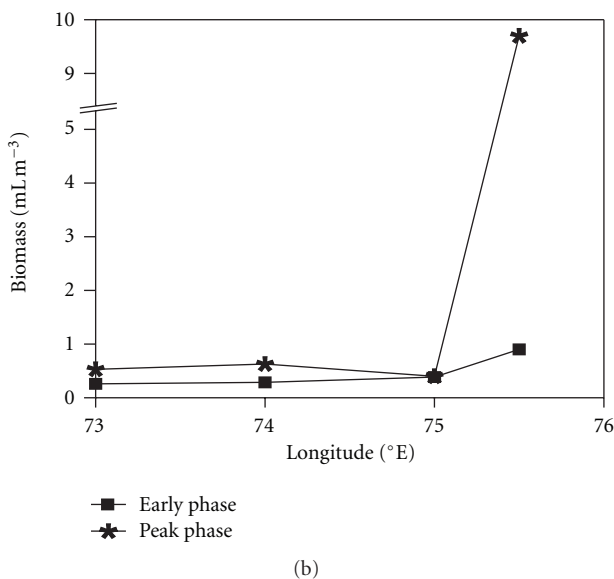 10
9
5
4
3
2
1
0
Biomass (mL m−3)
73 74 75 76
Longitude (°E)
Early phase
Peak phase
(b)